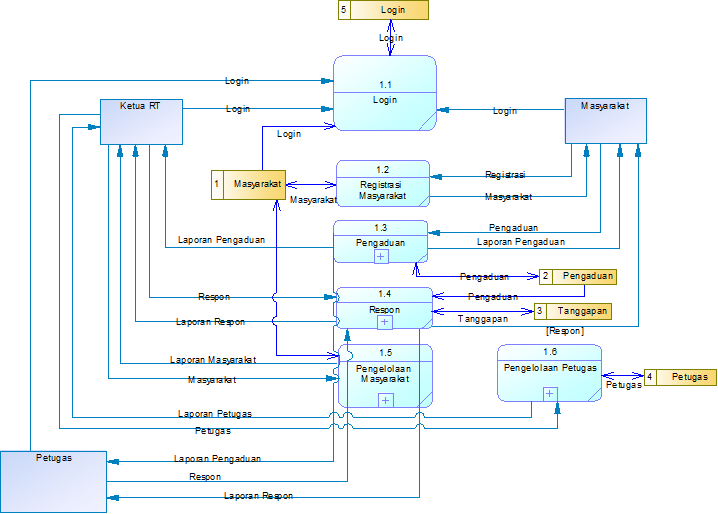 5 Login
Login
1.1
Login
Login
Ketua RT
Login
Login
Masyarakat
Login
1 Masyarakat
Masyarakat
1.2
Registrasi
Masyarakat
Registrasi
Masyarakat
1.3
Pengaduan
Laporan Pengaduan
Pengaduan
Laporan Pengaduan
Pengaduan
2 Pengaduan
1.4
Respon
Respon
Laporan Respon
Pengaduan
Tanggapan
3 Tanggapan
[Respon]
1.5
Pengelolaan
Masyarakat
Laporan Masyarakat
Masyarakat
1.6
Pengelolaan Petugas
Petugas
4 Petugas
Laporan Petugas
Petugas
Petugas
Laporan Pengaduan
Respon
Laporan Respon